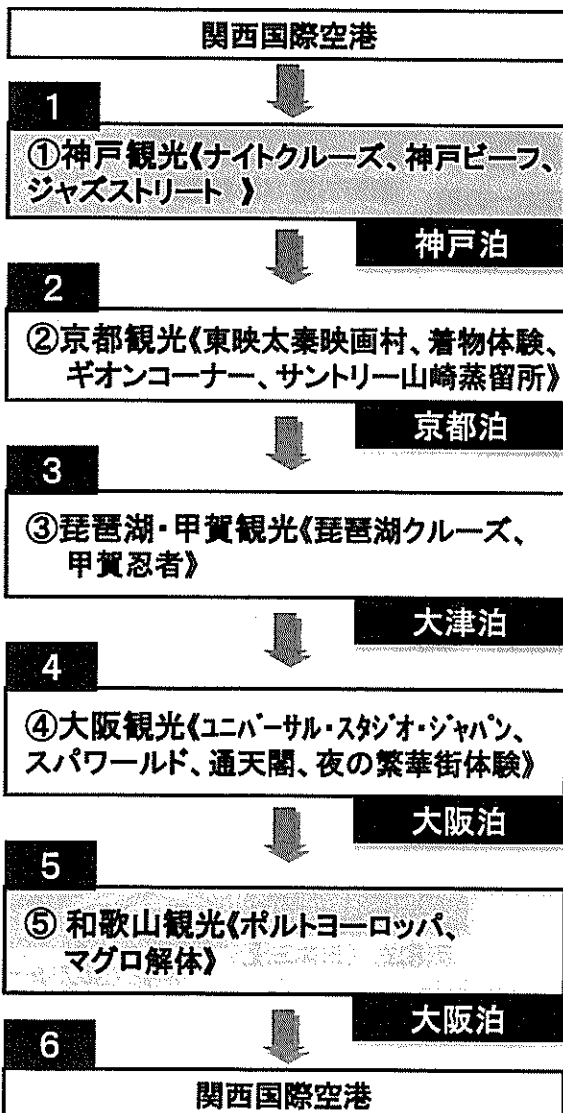 関西国際空港
1
①神戸観光《ナイトクルーズ、神戸ビーフ、
ジャズストリート 》
神戸泊
2
②京都観光《東映太秦映画村、着物体験、
ギオンコーナー、サントリー山崎蒸留所》
京都泊
3
③琵琶湖・甲賀観光《琵琶湖クルーズ、
甲賀忍者》
大津泊
4
④大阪観光《ユニバーサル・スタジオ・ジャパン、
スパワールド、通天閣、夜の繁華街体験》
大阪泊
5
⑤ 和歌山観光《ポルトヨーロッパ、
マグロ解体》
大阪泊
6
関西国際空港